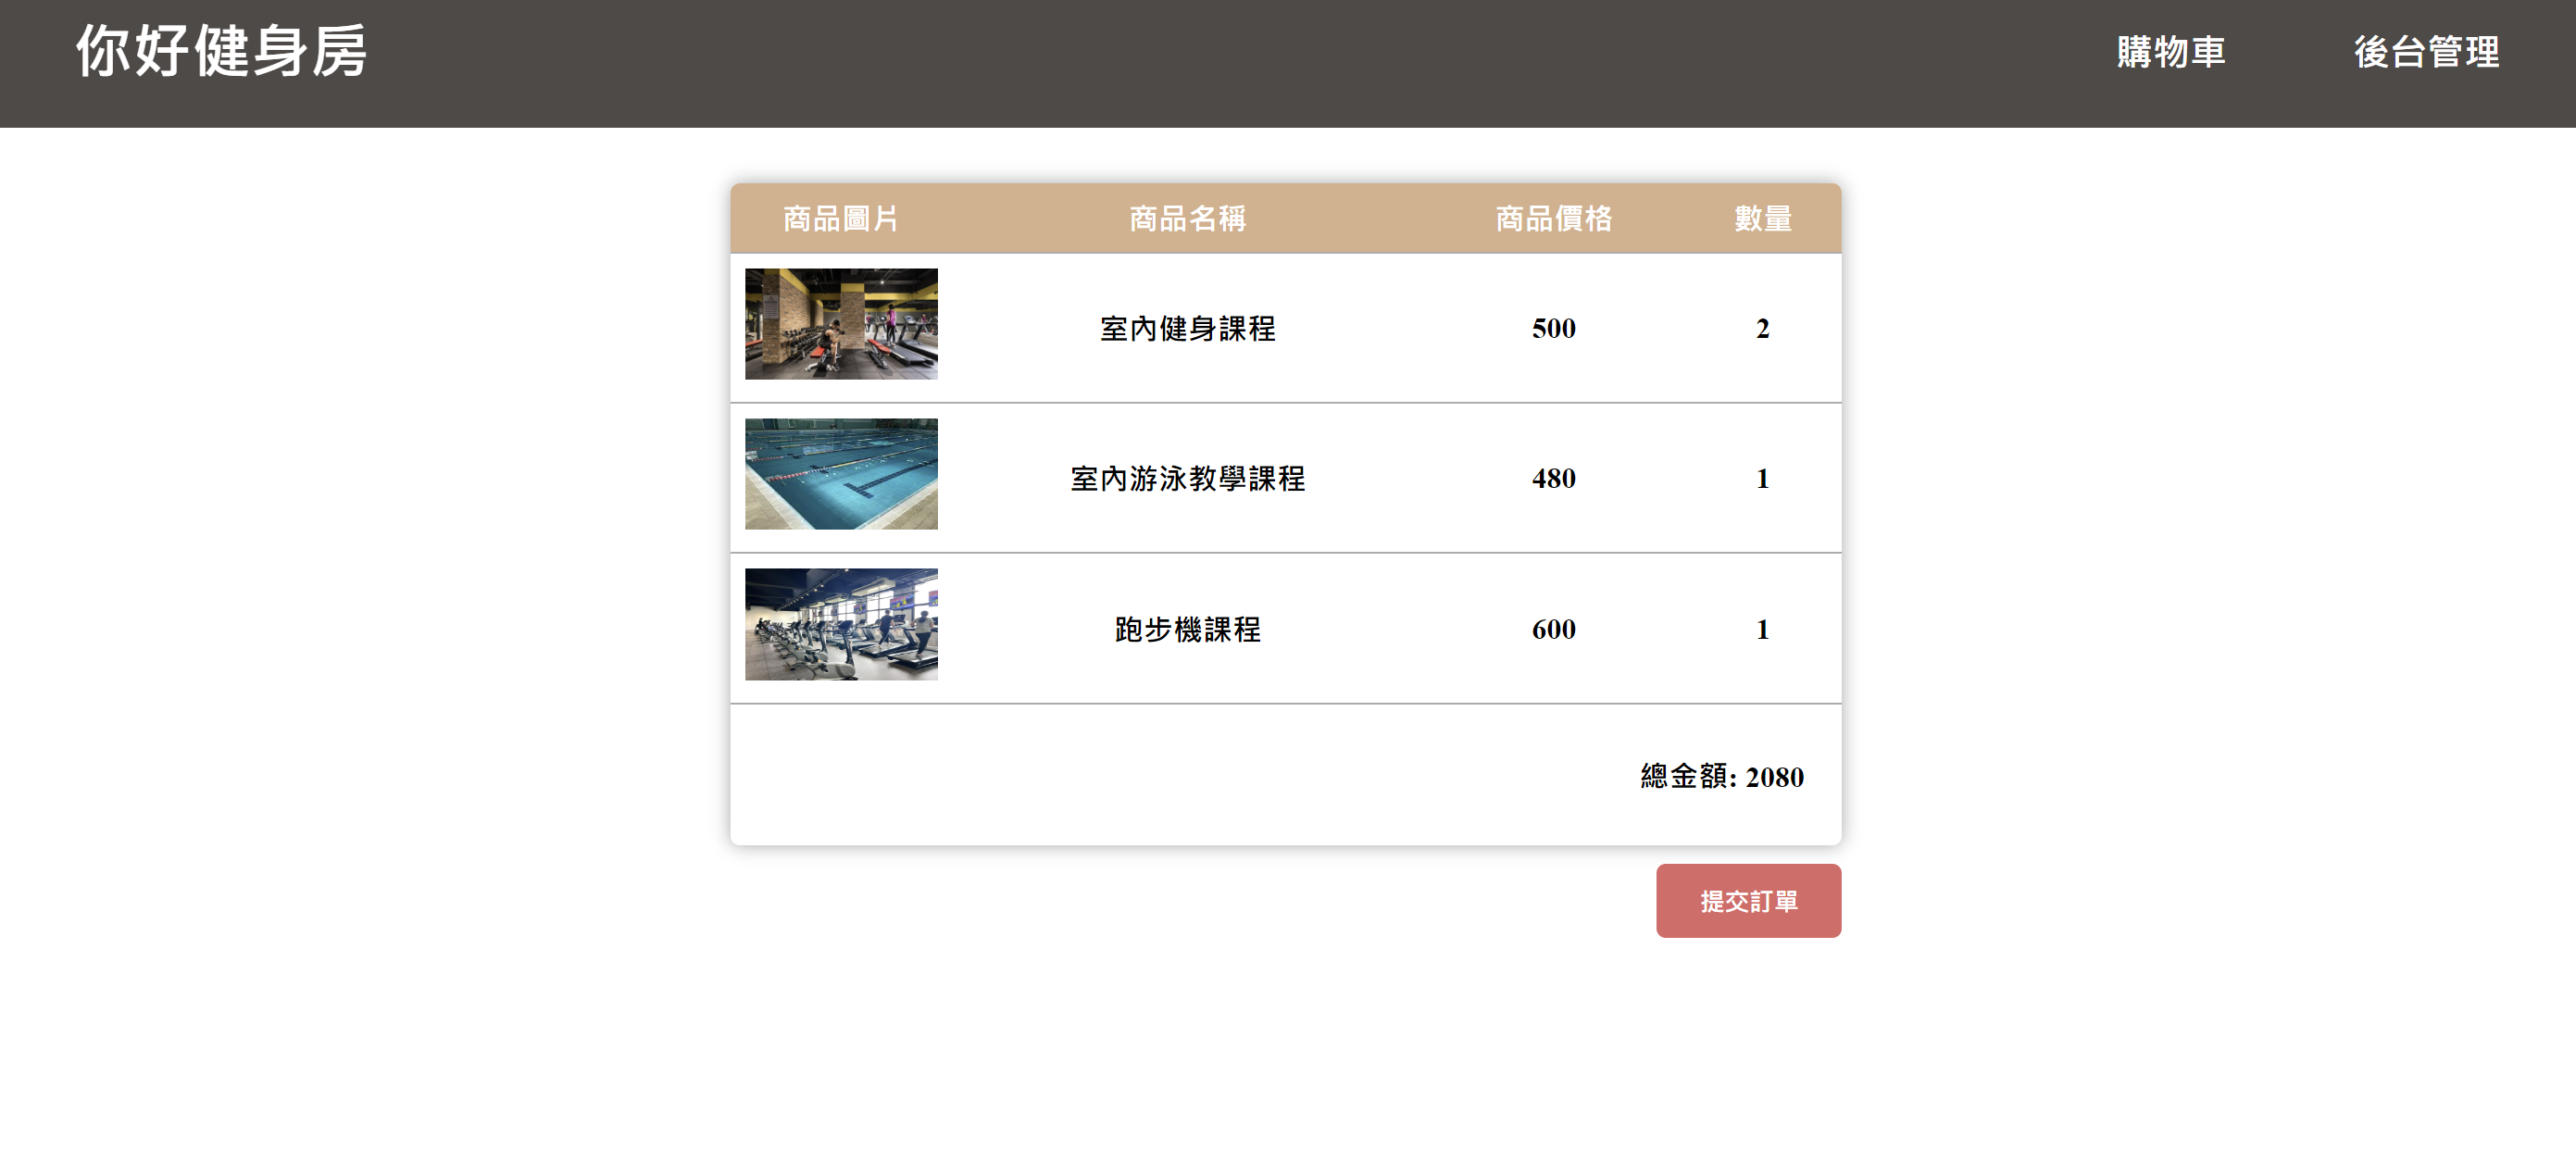 你好健身房 購物車 後台管理
商品圖片 商品名稱 商品價格 數量
室內健身課程 500 2
室內游泳教學課程 480 1
跑步機課程 600 1
總金額: 2080
提交訂單